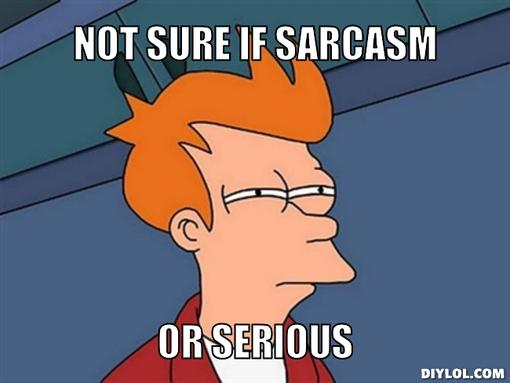 NOT SURE IF SARCASM
OR SERIOUS
DIYLOL.COM